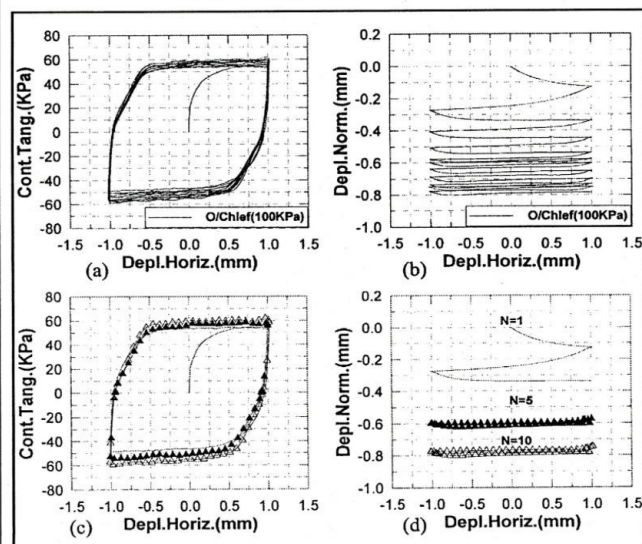 Cont.Tang.(KPa)
80
60
40
20
0
-20
-40
-60
-80
O/Chlef(100KPa)
-1.5 -1.0 -0.5 0.0 0.5 1.0 1.5
(a) Depl.Horiz.(mm)
Depl.Norm.(mm)
0.2
0.0
-0.2
-0.4
-0.6
-0.8
-1.0
O/Chlef(100KPa)
-1.5 -1.0 -0.5 0.0 0.5 1.0 1.5
(b) Depl.Horiz.(mm)
Cont.Tang.(KPa)
80
60
40
20
0
-20
-40
-60
-80
-1.5 -1.0 -0.5 0.0 0.5 1.0 1.5
(c) Depl.Horiz.(mm)
Depl.Norm.(mm)
0.2
0.0
-0.2
-0.4
-0.6
-0.8
-1.0
N=1
N=5
N=10
-1.5 -1.0 -0.5 0.0 0.5 1.0 1.5
(d) Depl.Horiz.(mm)